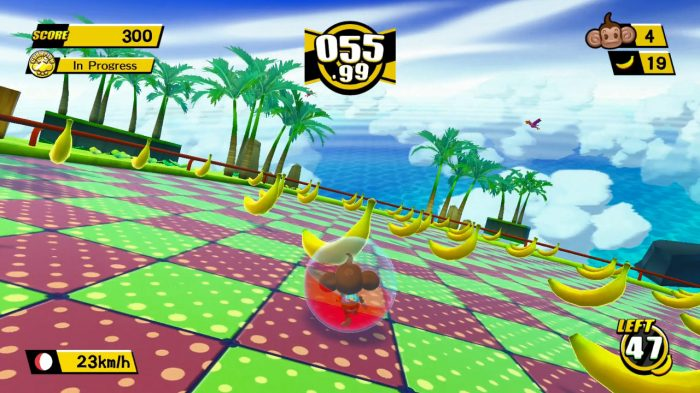 SCORE 300
In Progress
055
.99
4
19
23km/h
LEFT
47